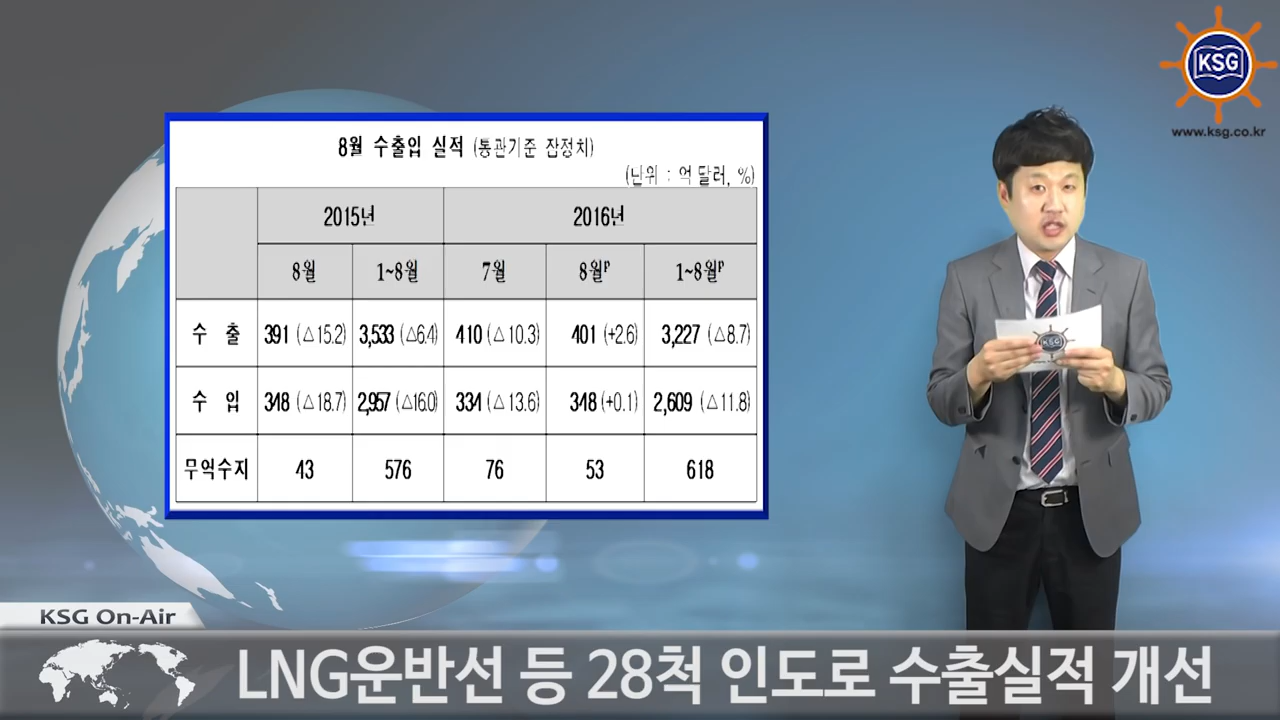 KSG
www.ksg.co.kr
8월 수출입 실적 (통관기준 잠정치)
(단위 : 억 달러, %)
2015년 2016년
8월 1~8월 7월 8월ᵖ 1~8월ᵖ
수 출 391 (△15.2) 3,533 (△6.4) 410 (△10.3) 401 (+2.6) 3,227 (△8.7)
수 입 348 (△18.7) 2,957 (△16.0) 334 (△13.6) 348 (+0.1) 2,609 (△11.8)
무역수지 43 576 76 53 618
KSG
KSG On-Air
LNG운반선 등 28척 인도로 수출실적 개선